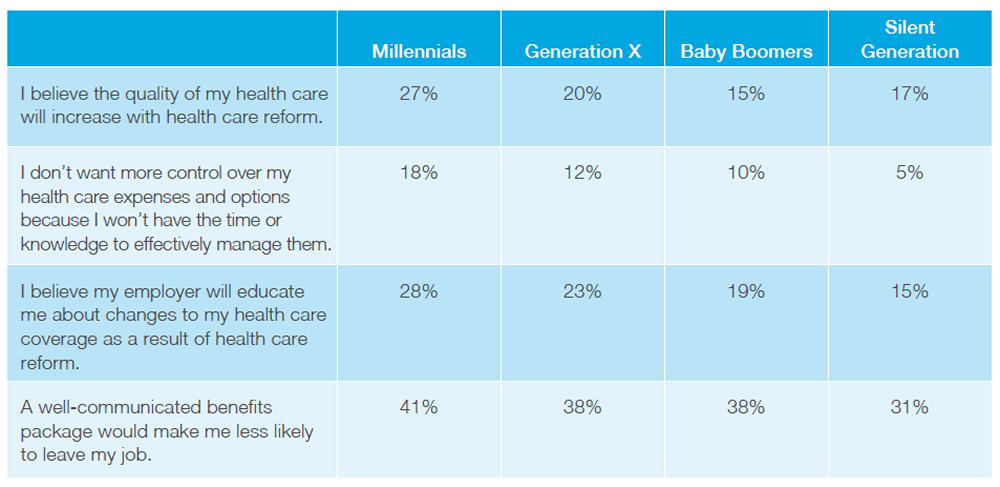 Millennials Generation X Baby Boomers Silent
Generation
I believe the quality of my health care 27% 20% 15% 17%
will increase with health care reform.
I don’t want more control over my 18% 12% 10% 5%
health care expenses and options
because I won’t have the time or
knowledge to effectively manage them.
I believe my employer will educate 28% 23% 19% 15%
me about changes to my health care
coverage as a result of health care
reform.
A well-communicated benefits 41% 38% 38% 31%
package would make me less likely
to leave my job.